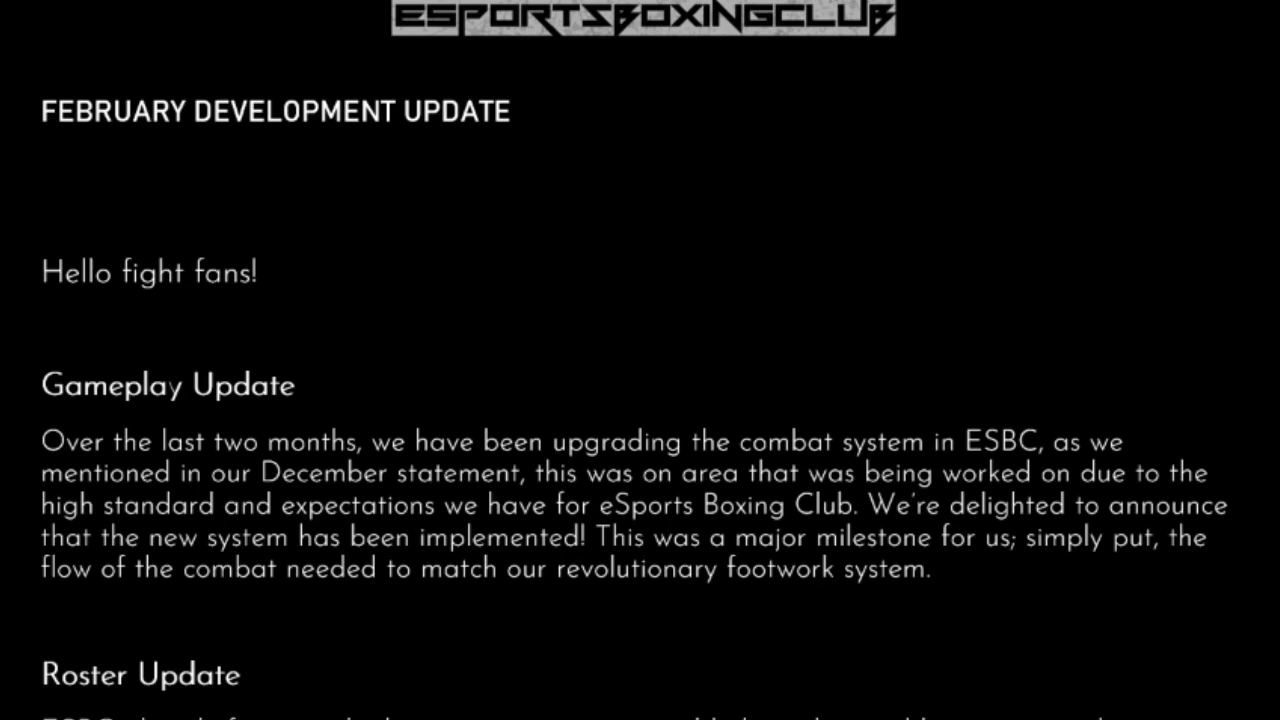 ESPORTSBOXINGCLUB
FEBRUARY DEVELOPMENT UPDATE
Hello fight fans!
Gameplay Update
Over the last two months, we have been upgrading the combat system in ESBC, as we
mentioned in our December statement, this was on area that was being worked on due to the
high standard and expectations we have for eSports Boxing Club. We're delighted to announce
that the new system has been implemented! This was a major milestone for us; simply put, the
flow of the combat needed to match our revolutionary footwork system.
Roster Update